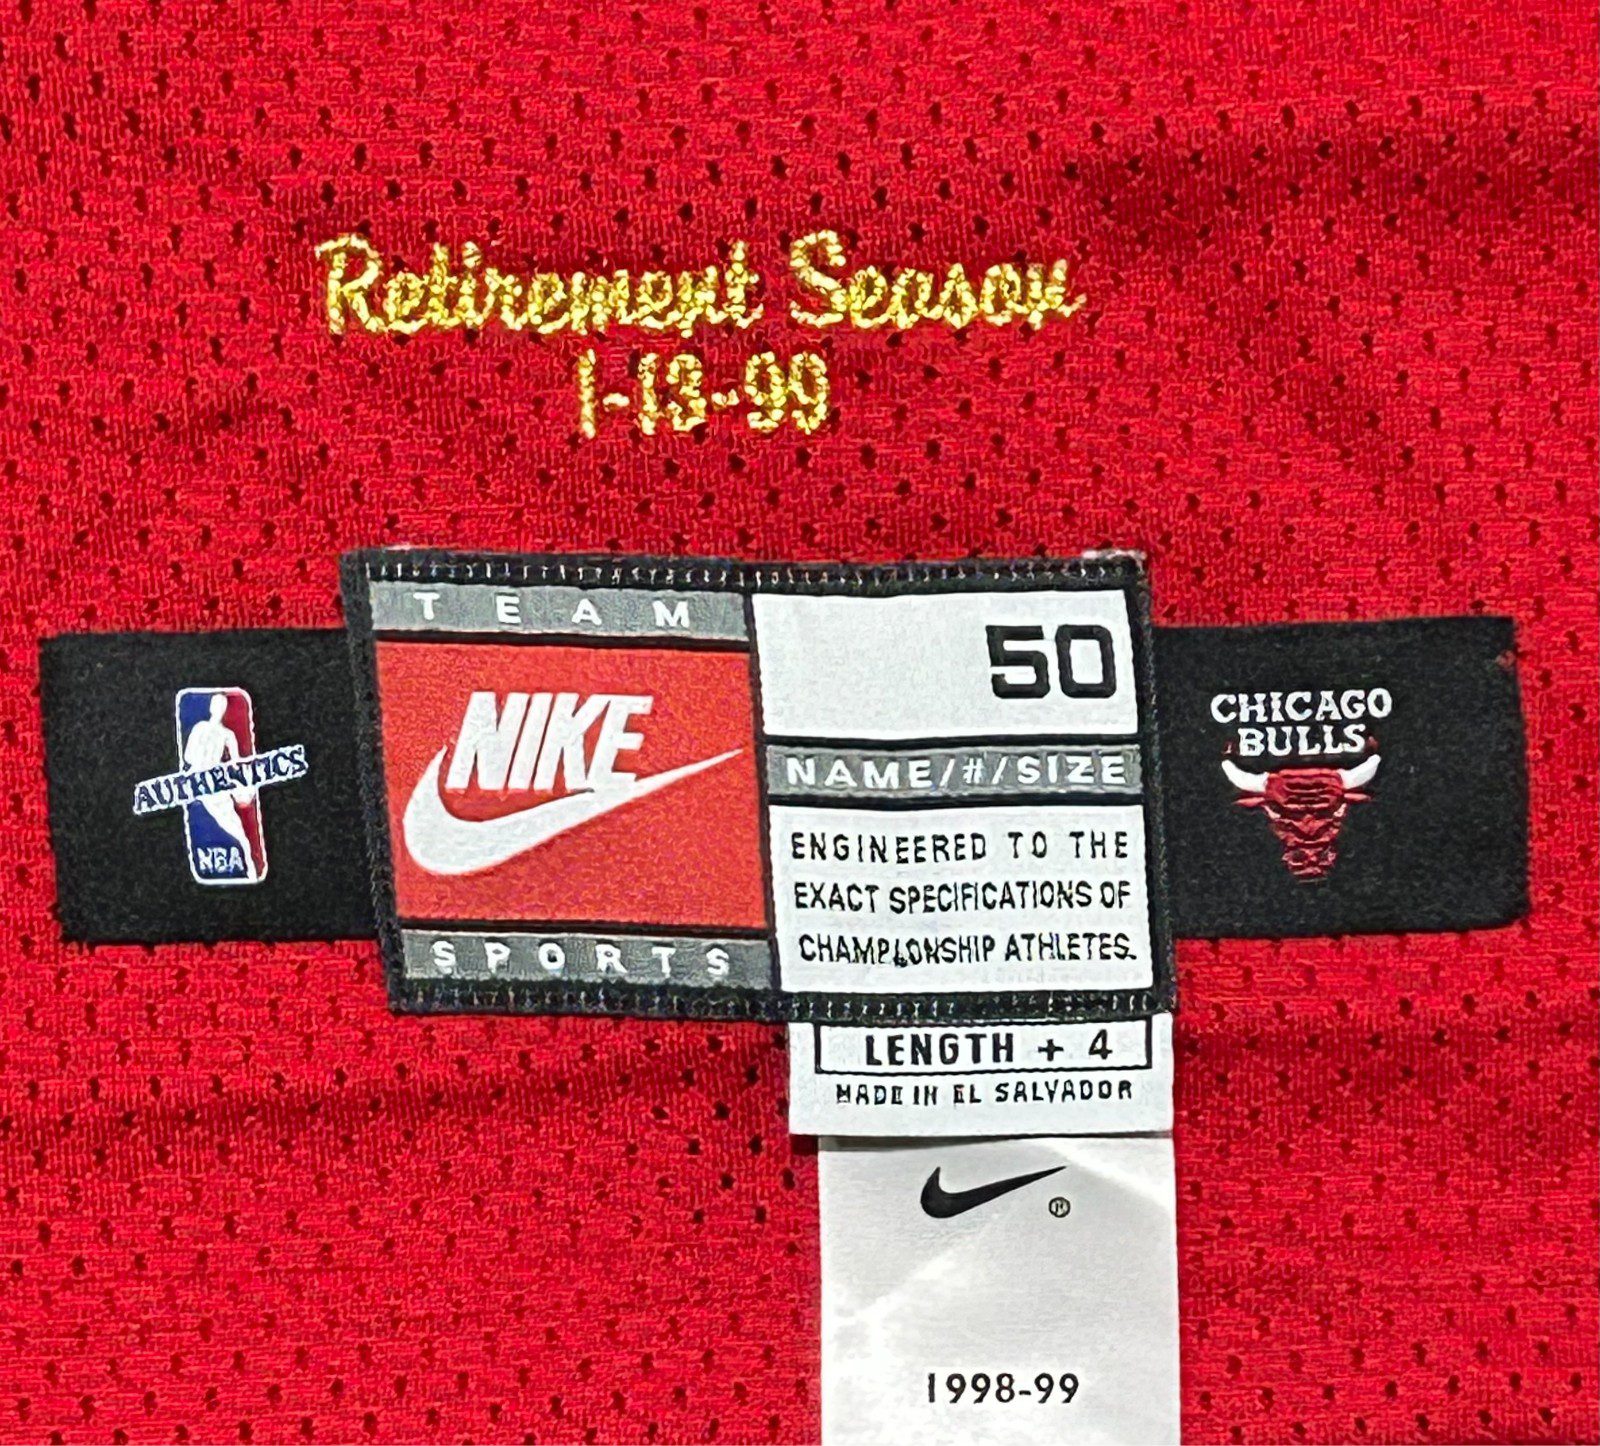 Retirement Season
1-13-99
TEAM
NIKE
SPORTS
50
NAME/#/SIZE
ENGINEERED TO THE
EXACT SPECIFICATIONS OF
CHAMPIONSHIP ATHLETES.
AUTHENTICS
NBA
CHICAGO
BULLS
LENGTH + 4
MADE IN EL SALVADOR
®
1998-99